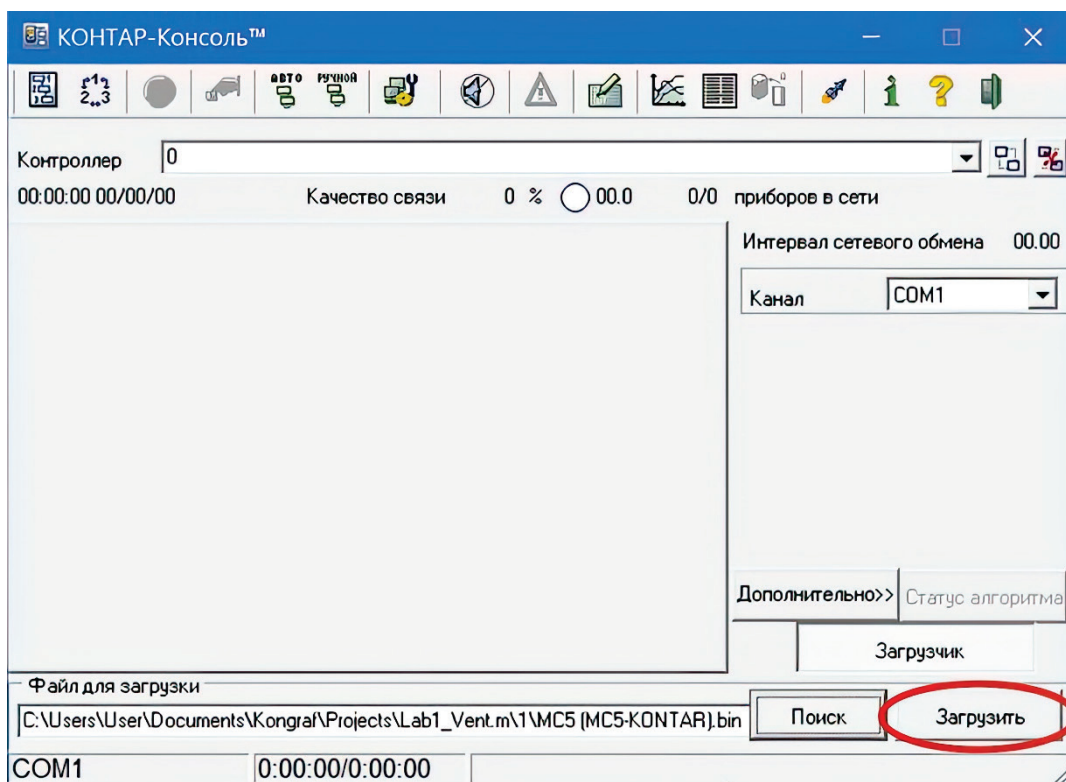 КОНТАР-Консоль™
АВТО РУЧНОЙ
Контроллер 0
00:00:00 00/00/00 Качество связи 0 % 00.0 0/0 приборов в сети
Интервал сетевого обмена 00.00
Канал COM1
Дополнительно>> Статус алгоритма
Загрузчик
Файл для загрузки
C:\Users\User\Documents\Kongraf\Projects\Lab1_Vent.m\1\MC5 (MC5-KONTAR).bin Поиск Загрузить
COM1 0:00:00/0:00:00